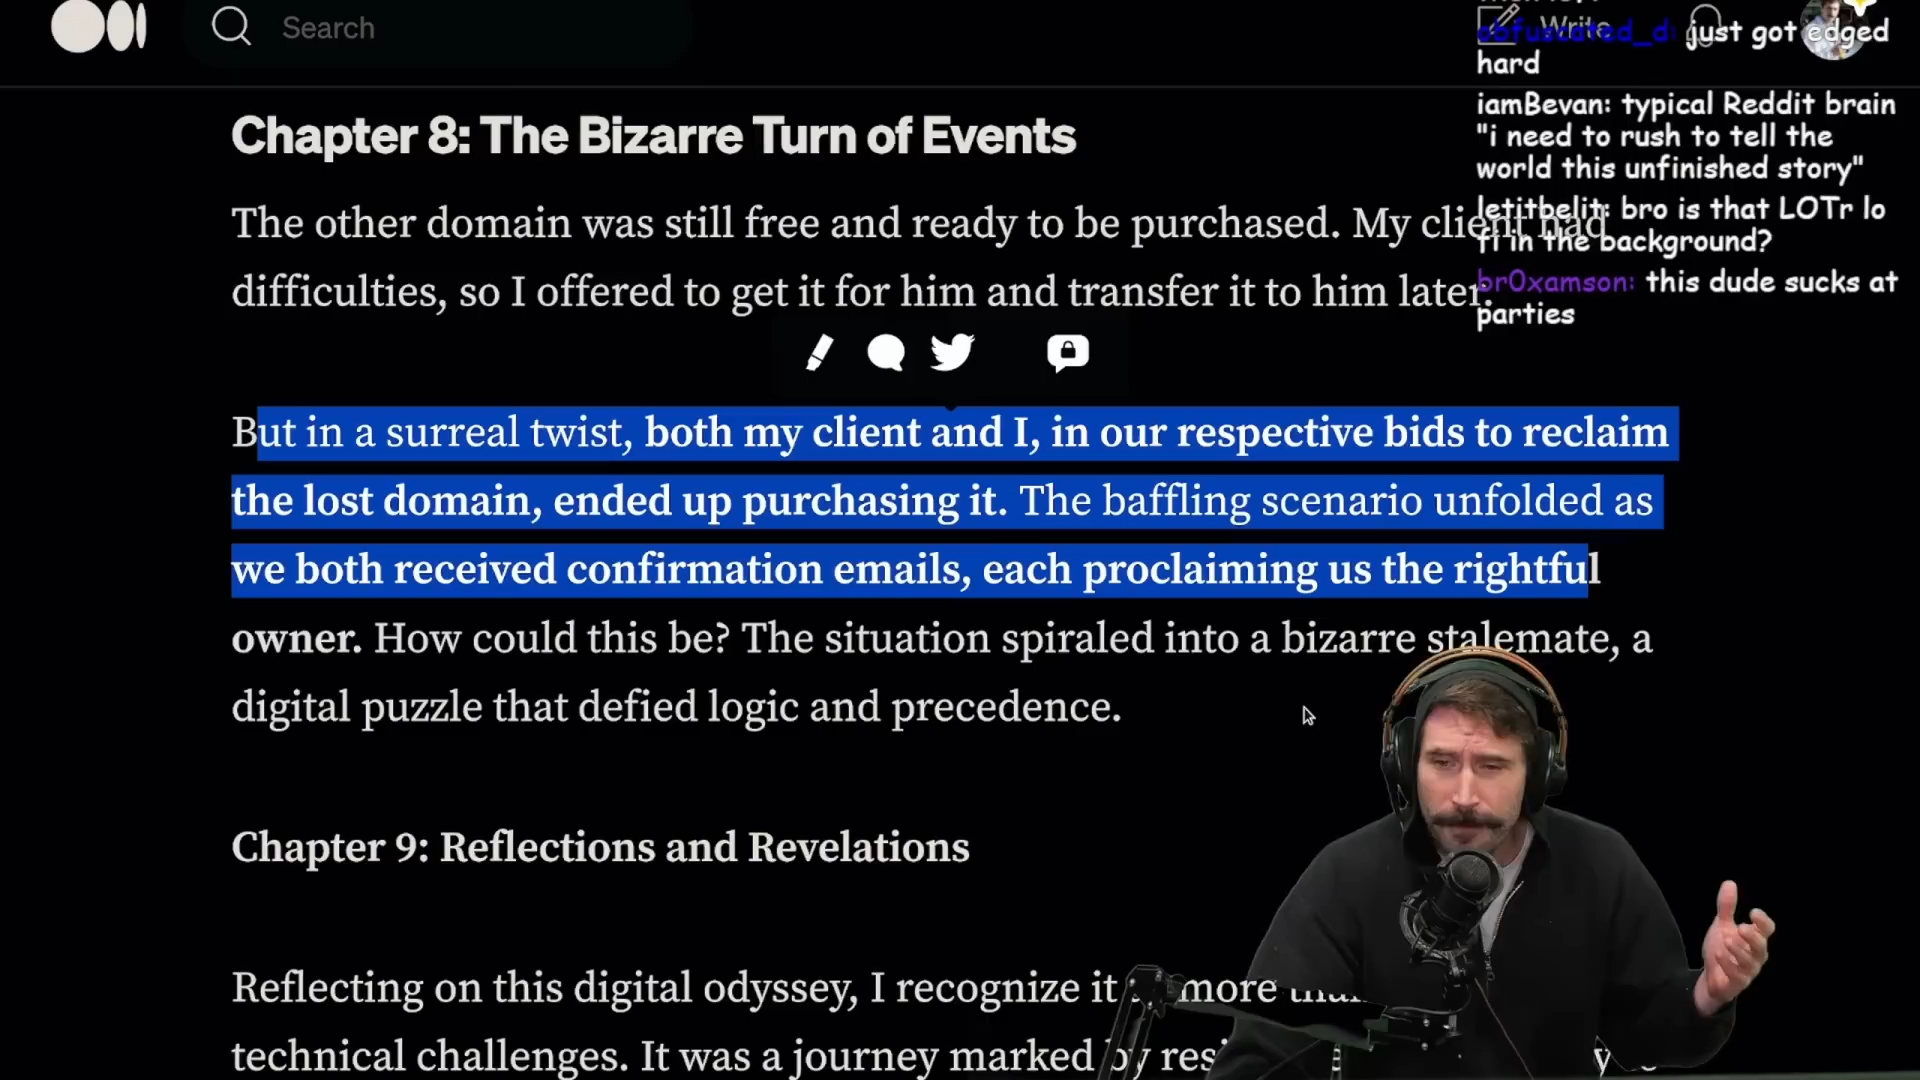 Search
Write
obfuscated_d: just got edged
hard
iamBevan: typical Reddit brain
"i need to rush to tell the
world this unfinished story"
letitbelit: bro is that LOTr lo
fi in the background?
br0xamson: this dude sucks at
parties
Chapter 8: The Bizarre Turn of Events
The other domain was still free and ready to be purchased. My client had
difficulties, so I offered to get it for him and transfer it to him later.
But in a surreal twist, both my client and I, in our respective bids to reclaim
the lost domain, ended up purchasing it. The baffling scenario unfolded as
we both received confirmation emails, each proclaiming us the rightful
owner. How could this be? The situation spiraled into a bizarre stalemate, a
digital puzzle that defied logic and precedence.
Chapter 9: Reflections and Revelations
Reflecting on this digital odyssey, I recognize it more
technical challenges. It was a journey marked by